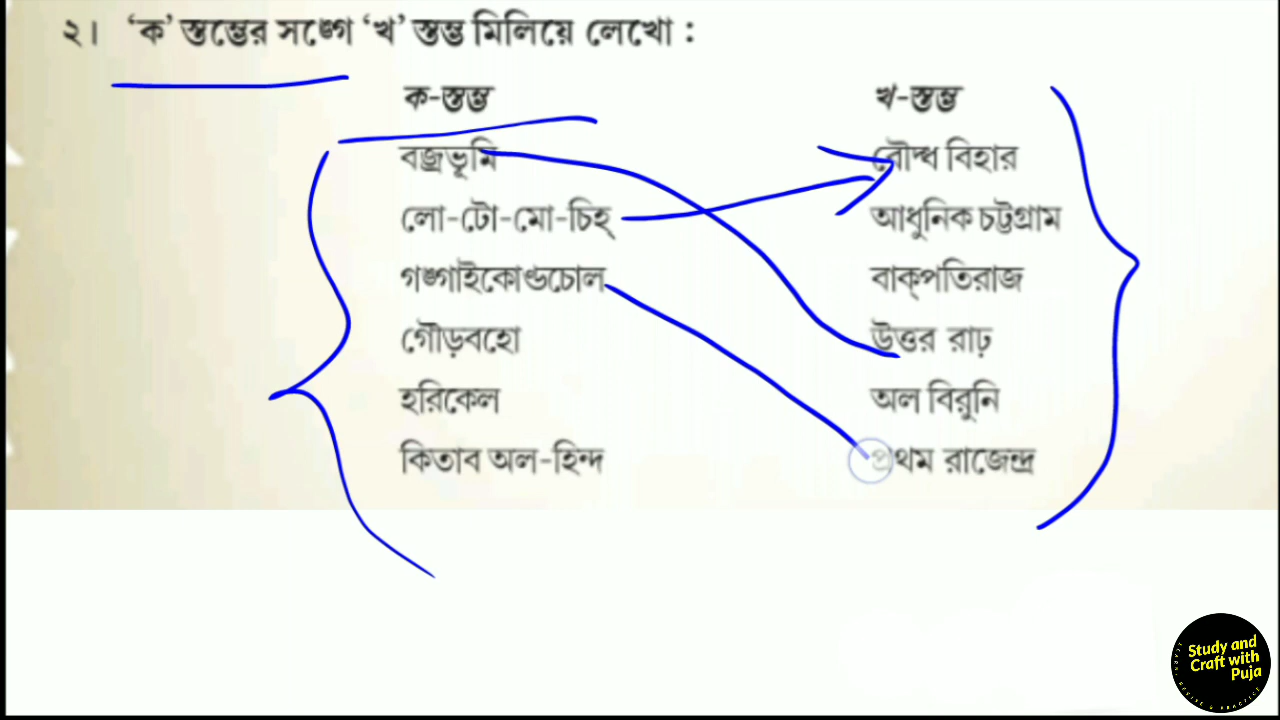 ২। ‘ক’ স্তম্ভের সঙ্গে ‘খ’ স্তম্ভ মিলিয়ে লেখো :
ক-স্তম্ভ খ-স্তম্ভ
বজ্রভূমি বৌদ্ধ বিহার
লো-টো-মো-চিহ্ আধুনিক চট্টগ্রাম
গঙ্গাইকোণ্ডচোল বাক্‌পতিরাজ
গৌড়বহো উত্তর রাঢ়
হরিকেল অল বিরুনি
কিতাব অল-হিন্দ প্রথম রাজেন্দ্র
Study and
Craft with
Puja